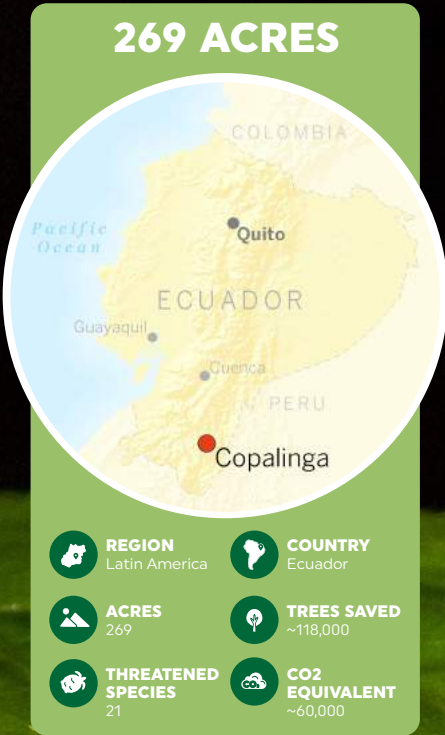 269 ACRES
COLOMBIA
Pacific
Ocean
Quito
ECUADOR
Guayaquil
Cuenca
PERU
Copalinga
REGION
Latin America
COUNTRY
Ecuador
ACRES
269
TREES SAVED
~118,000
THREATENED
SPECIES
21
CO2
EQUIVALENT
~60,000